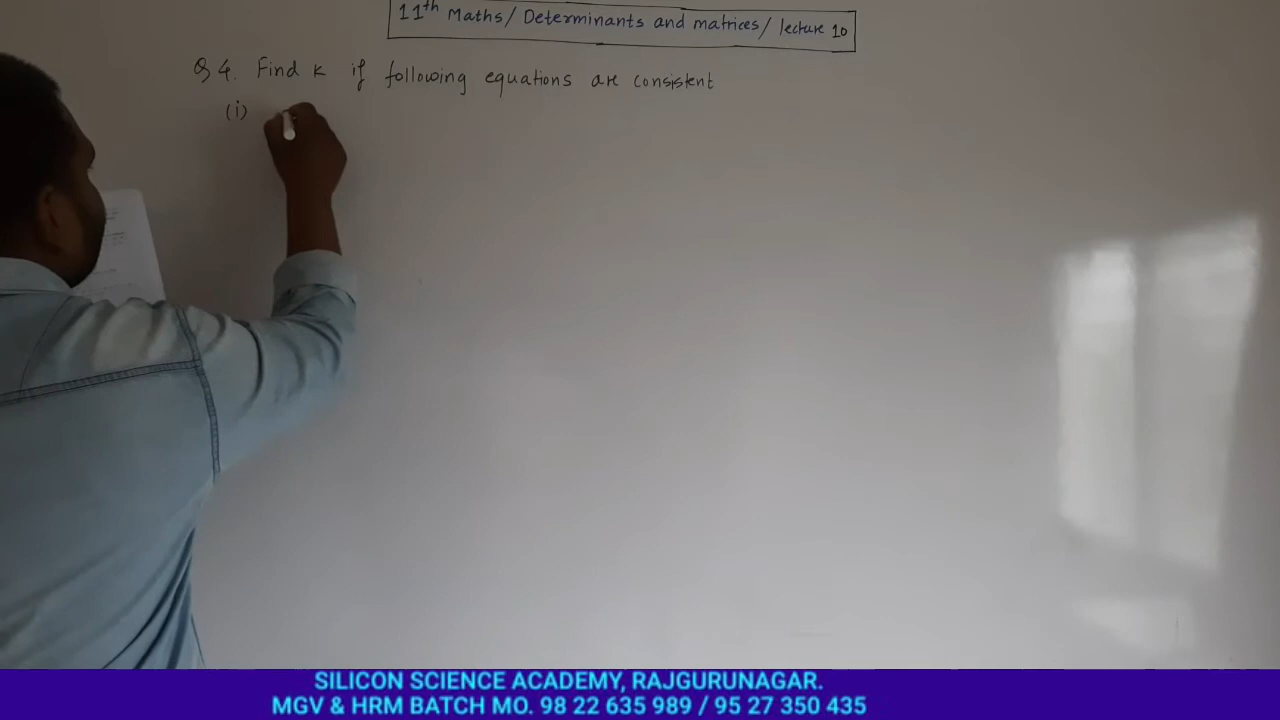 11th Maths/ Determinants and matrices/ lecture 10
Q 4. Find k if following equations are consistent
(i)
SILICON SCIENCE ACADEMY, RAJGURUNAGAR.
MGV & HRM BATCH MO. 98 22 635 989 / 95 27 350 435